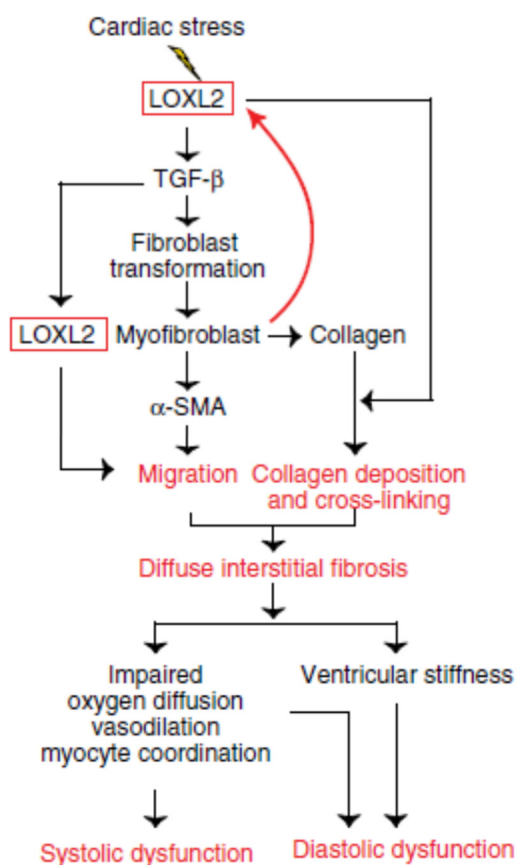 Cardiac stress
LOXL2
TGF-β
Fibroblast
transformation
LOXL2 Myofibroblast Collagen
α-SMA
Migration Collagen deposition
and cross-linking
Diffuse interstitial fibrosis
Impaired Ventricular stiffness
oxygen diffusion
vasodilation
myocyte coordination
Systolic dysfunction Diastolic dysfunction